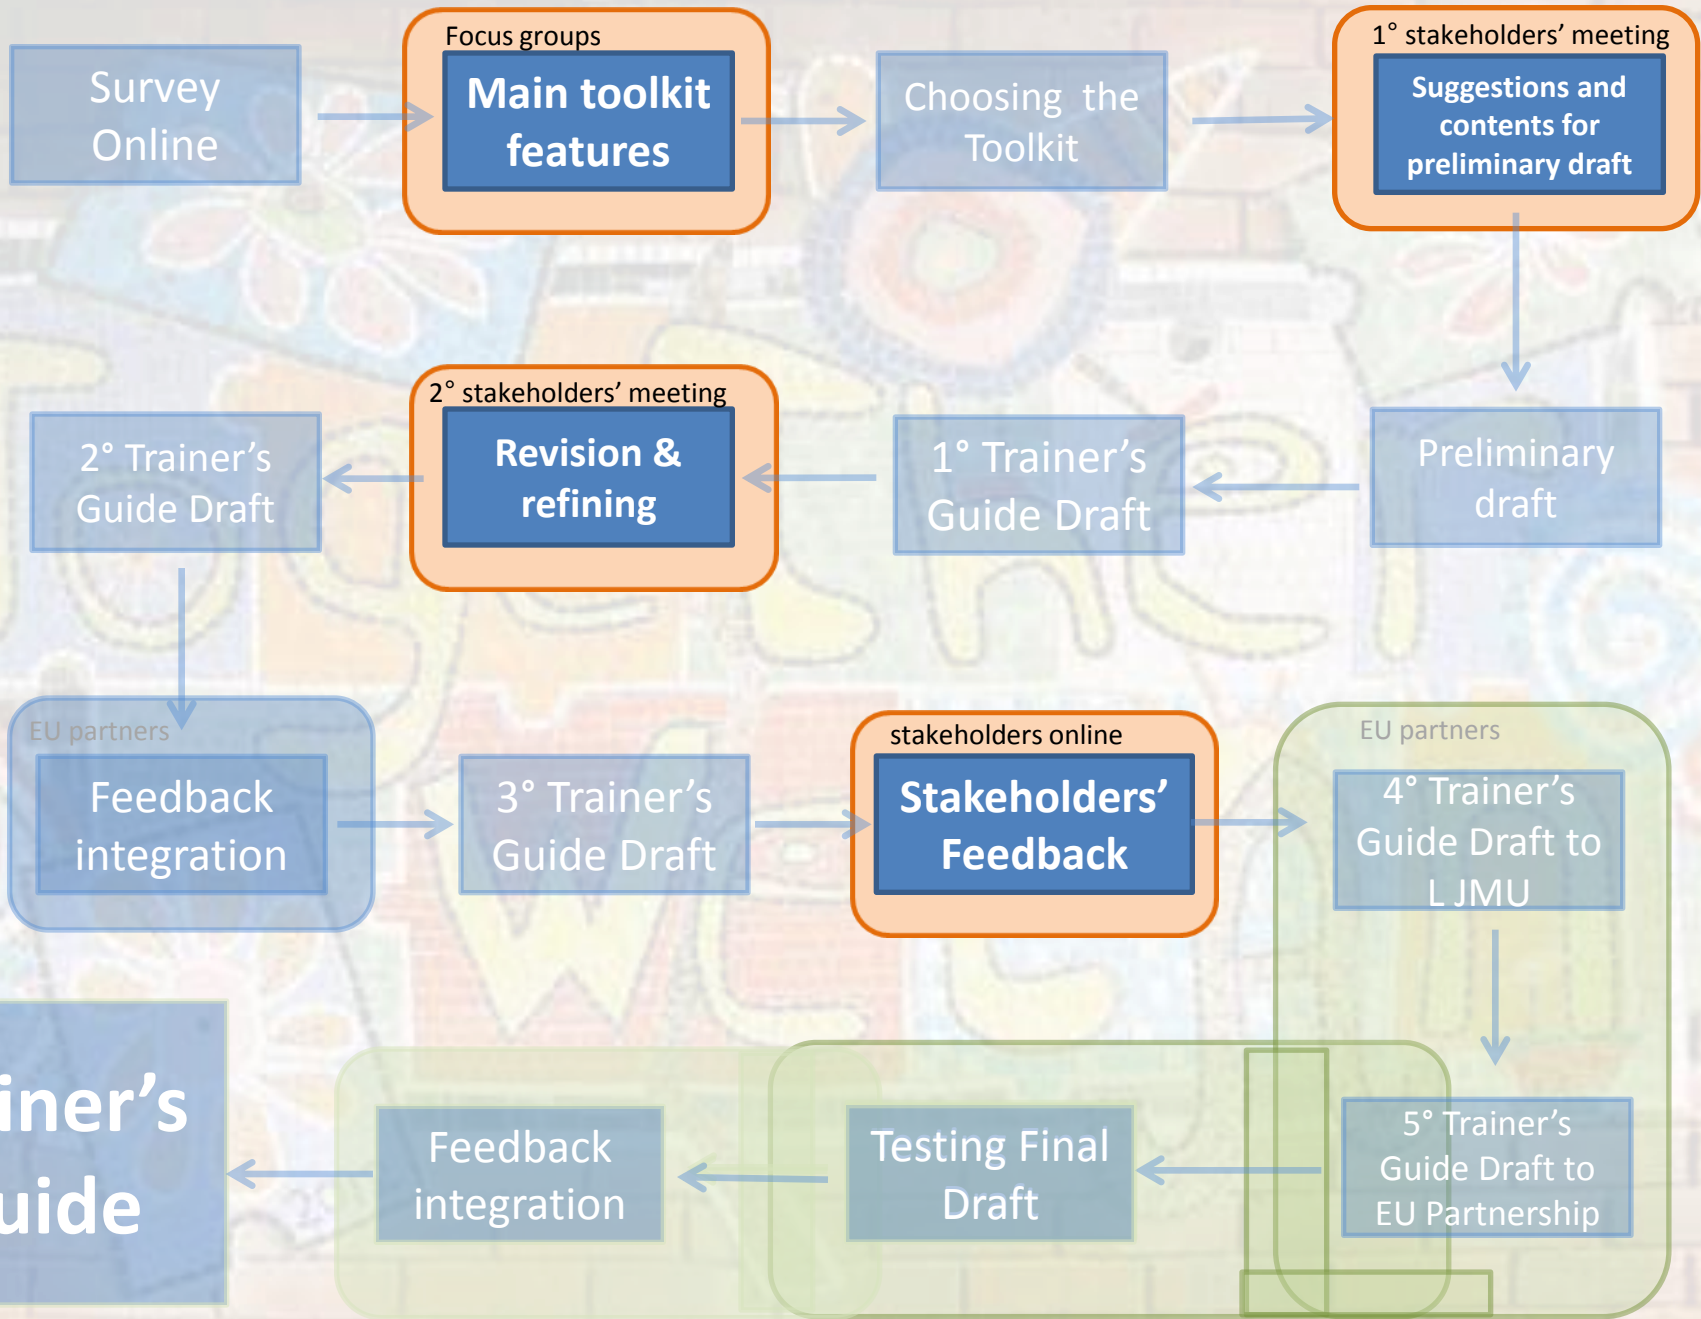 Survey
Online
Focus groups
Main toolkit
features
Choosing the
Toolkit
1° stakeholders’ meeting
Suggestions and
contents for
preliminary draft
Preliminary
draft
1° Trainer’s
Guide Draft
2° stakeholders’ meeting
Revision &
refining
2° Trainer’s
Guide Draft
EU partners
Feedback
integration
3° Trainer’s
Guide Draft
stakeholders online
Stakeholders’
Feedback
EU partners
4° Trainer’s
Guide Draft to
LJMU
5° Trainer’s
Guide Draft to
EU Partnership
Testing Final
Draft
Feedback
integration
iner’s
uide
Together